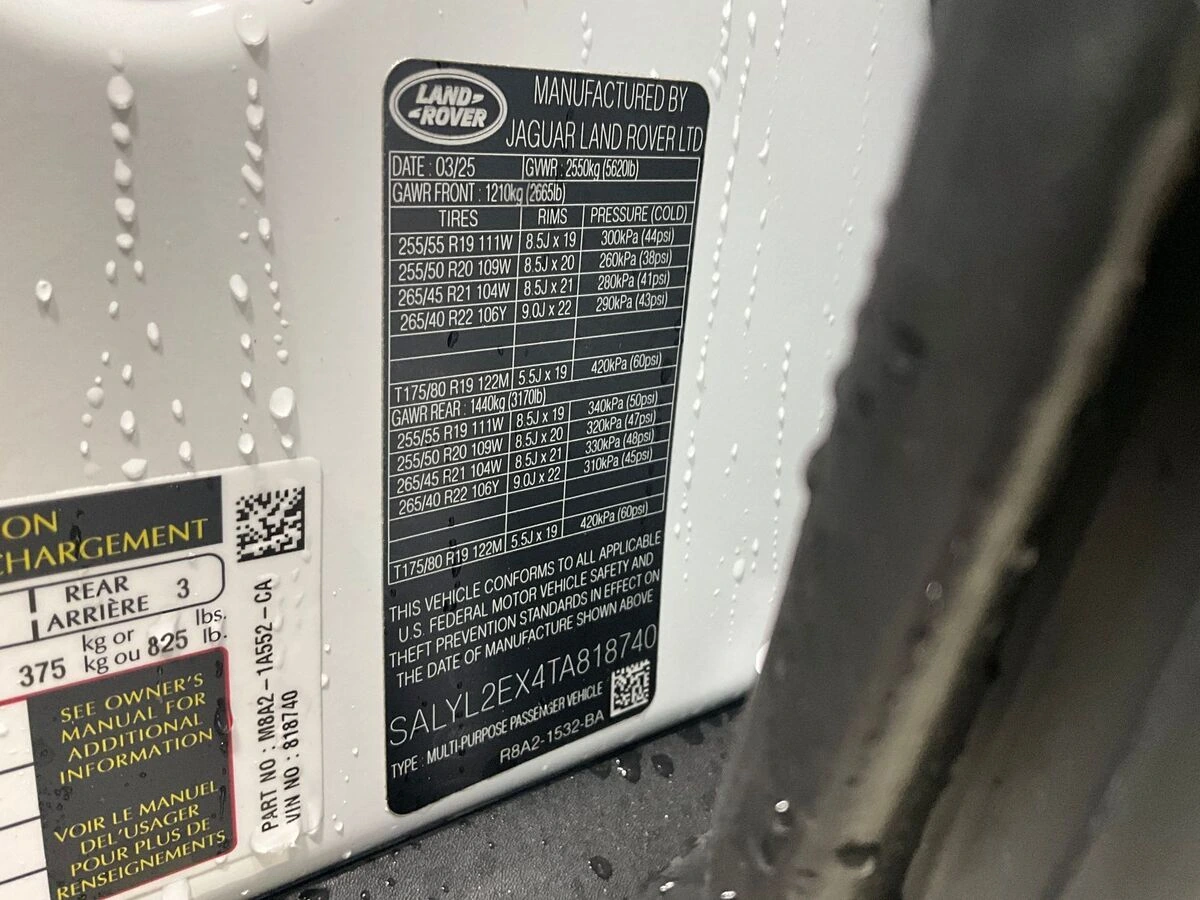 LAND-
-ROVER
MANUFACTURED BY
JAGUAR LAND ROVER LTD
DATE : 03/25 GVWR : 2550kg (5620lb)
GAWR FRONT : 1210kg (2665lb)
TIRES RIMS PRESSURE (COLD)
255/55 R19 111W 8.5J x 19 300kPa (44psi)
255/50 R20 109W 8.5J x 20 260kPa (38psi)
265/45 R21 104W 8.5J x 21 280kPa (41psi)
265/40 R22 106Y 9.0J x 22 290kPa (43psi)
T175/80 R19 122M 5.5J x 19 420kPa (60psi)
GAWR REAR : 1440kg (3170lb)
255/55 R19 111W 8.5J x 19 340kPa (50psi)
255/50 R20 109W 8.5J x 20 320kPa (47psi)
265/45 R21 104W 8.5J x 21 330kPa (48psi)
265/40 R22 106Y 9.0J x 22 310kPa (45psi)
T175/80 R19 122M 5.5J x 19 420kPa (60psi)
THIS VEHICLE CONFORMS TO ALL APPLICABLE
U.S. FEDERAL MOTOR VEHICLE SAFETY AND
THEFT PREVENTION STANDARDS IN EFFECT ON
THE DATE OF MANUFACTURE SHOWN ABOVE
SALYL2EX4TA818740
TYPE : MULTI-PURPOSE PASSENGER VEHICLE
R8A2-1532-BA
ON
CHARGEMENT
REAR
ARRIÈRE 3
375 kg or
kg ou 825 lbs.
lb.
SEE OWNER'S
MANUAL FOR
ADDITIONAL
INFORMATION
VOIR LE MANUEL
DEL'USAGER
POUR PLUS DE
RENSEIGNEMENTS
PART NO : M8A2-1A552-CA
VIN NO : 818740